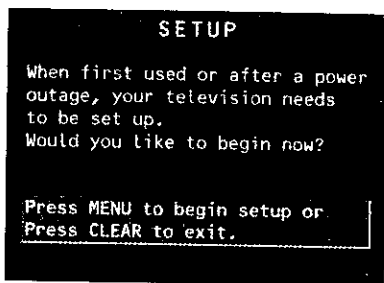 SETUP
When first used or after a power
outage, your television needs
to be set up.
Would you like to begin now?
Press MENU to begin setup or
Press CLEAR to exit.